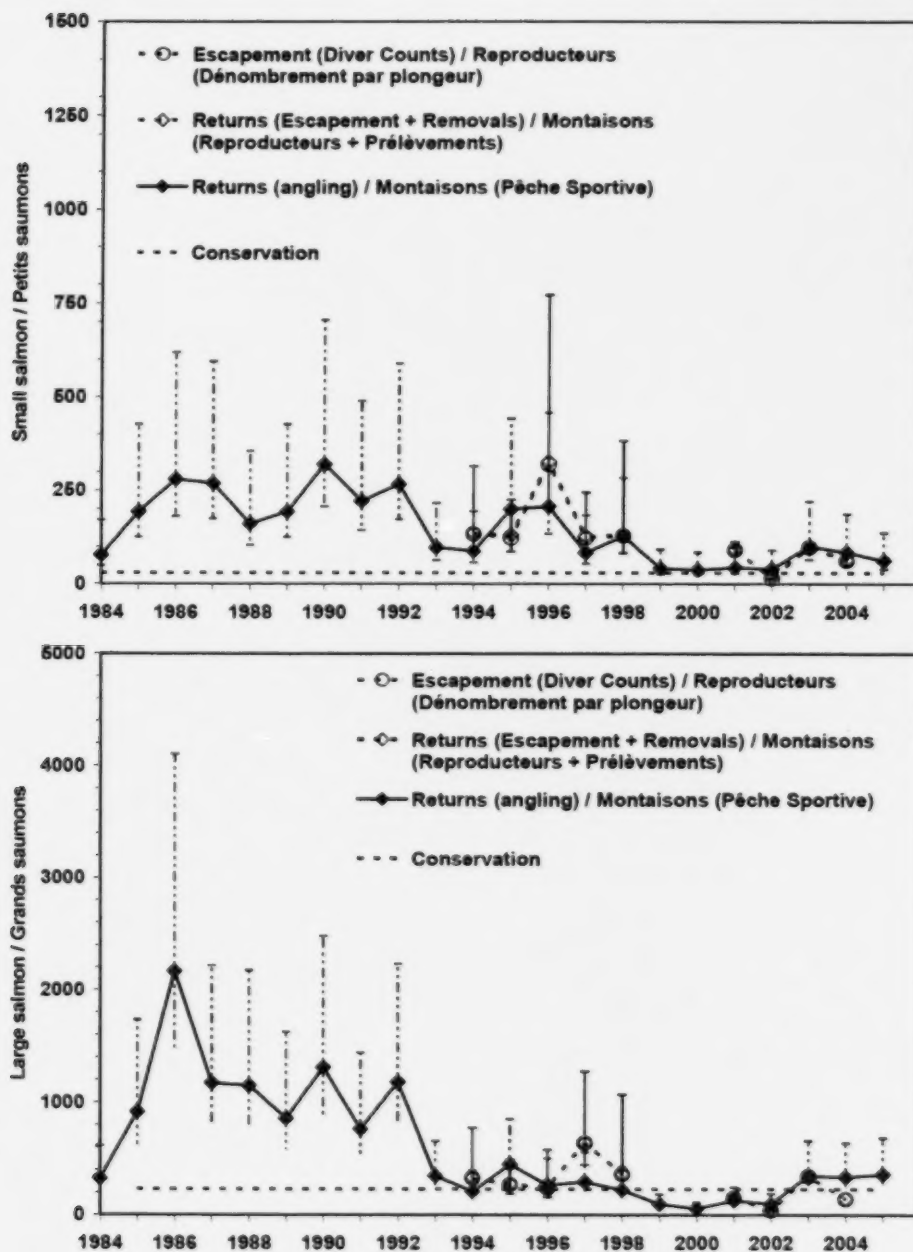 1500
1250
1000
750
500
250
0
Small salmon / Petits saumons
Escapement (Diver Counts) / Reproducteurs
(Dénombrement par plongeur)
Returns (Escapement + Removals) / Montaisons
(Reproducteurs + Prélèvements)
Returns (angling) / Montaisons (Pêche Sportive)
Conservation
1984 1986 1988 1990 1992 1994 1996 1998 2000 2002 2004
5000
4000
3000
2000
1000
0
Large salmon / Grands saumons
Escapement (Diver Counts) / Reproducteurs
(Dénombrement par plongeur)
Returns (Escapement + Removals) / Montaisons
(Reproducteurs + Prélèvements)
Returns (angling) / Montaisons (Pêche Sportive)
Conservation
1984 1986 1988 1990 1992 1994 1996 1998 2000 2002 2004